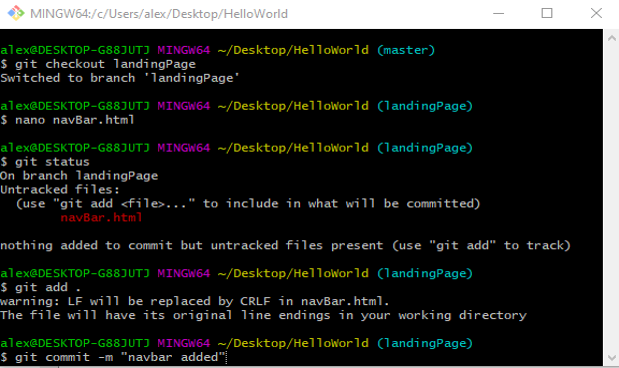 MINGW64:/c/Users/alex/Desktop/HelloWorld
alex@DESKTOP-G88JUTJ MINGW64 ~/Desktop/HelloWorld (master)
$ git checkout landingPage
Switched to branch 'landingPage'
alex@DESKTOP-G88JUTJ MINGW64 ~/Desktop/HelloWorld (landingPage)
$ nano navBar.html
alex@DESKTOP-G88JUTJ MINGW64 ~/Desktop/HelloWorld (landingPage)
$ git status
On branch landingPage
Untracked files:
  (use "git add <file>..." to include in what will be committed)
        navBar.html
nothing added to commit but untracked files present (use "git add" to track)
alex@DESKTOP-G88JUTJ MINGW64 ~/Desktop/HelloWorld (landingPage)
$ git add .
warning: LF will be replaced by CRLF in navBar.html.
The file will have its original line endings in your working directory
alex@DESKTOP-G88JUTJ MINGW64 ~/Desktop/HelloWorld (landingPage)
$ git commit -m "navbar added"